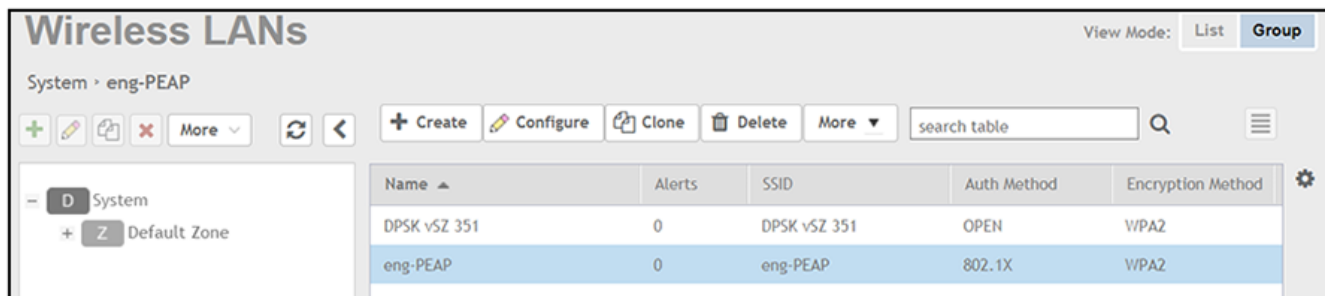 Wireless LANs
View Mode: List Group
System > eng-PEAP
More
Create Configure Clone Delete More search table
D System
Z Default Zone
Name Alerts SSID Auth Method Encryption Method
DPSK vSZ 351 0 DPSK vSZ 351 OPEN WPA2
eng-PEAP 0 eng-PEAP 802.1X WPA2